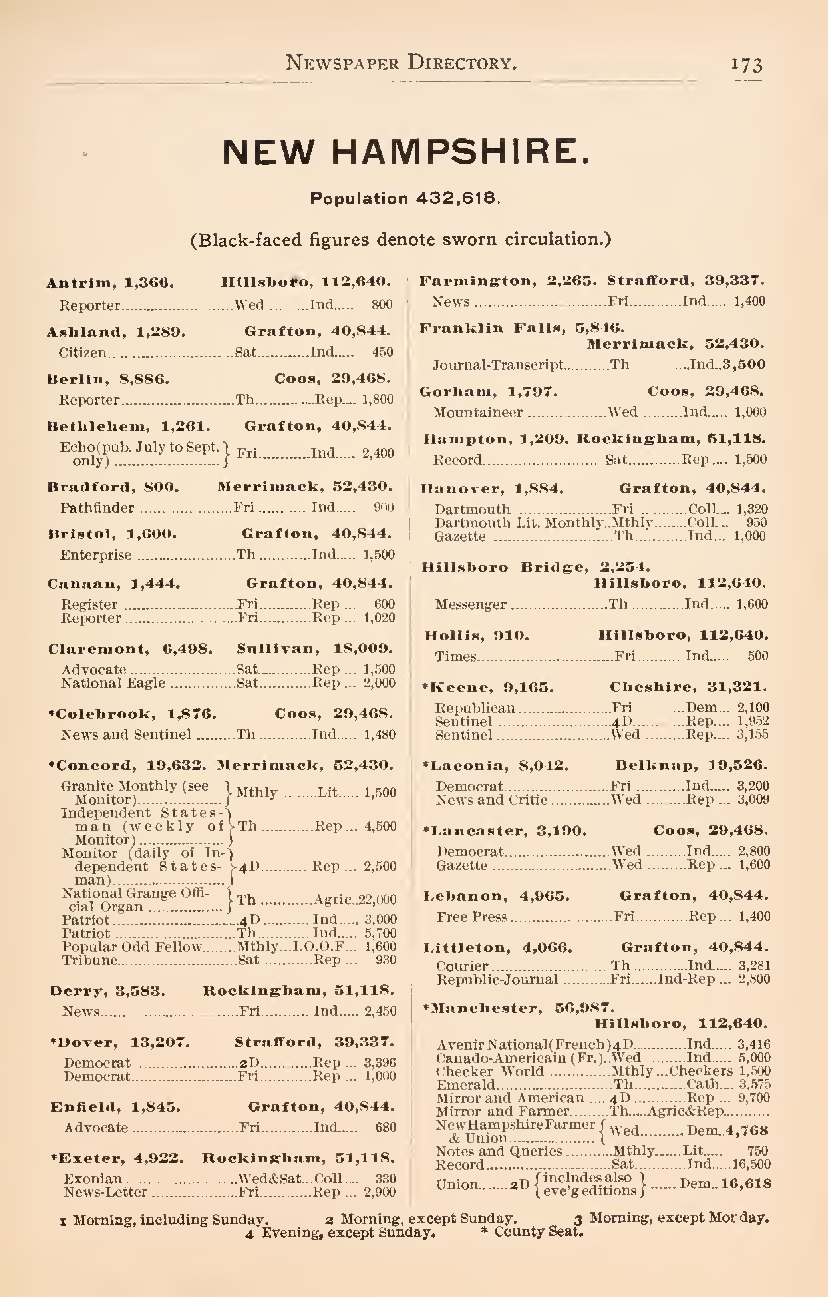 NEWSPAPER DIRECTORY. 173
NEW HAMPSHIRE.
Population 432,618.
(Black-faced figures denote sworn circulation.)
Antrim, 1,366. Hillsboro, 112,640.
Reporter Wed Ind 800
Ashland, 1,289. Grafton, 40,844.
Citizen Sat Ind 450
Berlin, 8,886. Coos, 29,468.
Reporter Th Rep 1,800
Bethlehem, 1,261. Grafton, 40,844.
Echo (pub. July to Sept. only) Fri Ind 2,400
Bradford, 800. Merrimack, 52,430.
Pathfinder Fri Ind 900
Bristol, 1,600. Grafton, 40,844.
Enterprise Th Ind 1,500
Canaan, 1,444. Grafton, 40,844.
Register Fri Rep 600
Reporter Fri Rep 1,020
Claremont, 6,498. Sullivan, 18,009.
Advocate Sat Rep 1,500
National Eagle Sat Rep 2,000
*Colebrook, 1,876. Coos, 29,468.
News and Sentinel Th Ind 1,480
*Concord, 19,632. Merrimack, 52,430.
Granite Monthly (see
Monitor) Mthly Lit 1,500
Independent States-
man (weekly of Th Rep 4,500
Monitor)
Monitor (daily of In-
dependent States- 4D Rep 2,500
man)
National Grange Offi-
cial Organ Th Agric 22,000
Patriot 4D Ind 3,000
Patriot Th Ind 5,700
Popular Odd Fellow Mthly I.O.O.F 1,600
Tribune Sat Rep 930
Derry, 3,583. Rockingham, 51,118.
News Fri Ind 2,450
*Dover, 13,207. Strafford, 39,337.
Democrat 2D Rep 3,396
Democrat Fri Rep 1,000
Enfield, 1,845. Grafton, 40,844.
Advocate Fri Ind 680
*Exeter, 4,922. Rockingham, 51,118.
Exonian Wed&Sat Coll 330
News-Letter Fri Rep 2,900
Farmington, 2,265. Strafford, 39,337.
News Fri Ind 1,400
Franklin Falls, 5,846.
Merrimack, 52,430.
Journal-Transcript Th Ind 3,500
Gorham, 1,797. Coos, 29,468.
Mountaineer Wed Ind 1,000
Hampton, 1,209. Rockingham, 51,118.
Record Sat Rep 1,500
Hanover, 1,884. Grafton, 40,844.
Dartmouth Fri Coll 1,320
Dartmouth Lit. Monthly Mthly Coll 950
Gazette Th Ind 1,000
Hillsboro Bridge, 2,254.
Hillsboro, 112,640.
Messenger Th Ind 1,600
Hollis, 910. Hillsboro, 112,640.
Times Fri Ind 500
*Keene, 9,165. Cheshire, 31,321.
Republican Fri Dem 2,100
Sentinel 4D Rep 1,952
Sentinel Wed Rep 3,155
*Laconia, 8,042. Belknap, 19,526.
Democrat Fri Ind 3,200
News and Critic Wed Rep 3,009
*Lancaster, 3,190. Coos, 29,468.
Democrat Wed Ind 2,800
Gazette Wed Rep 1,600
Lebanon, 4,965. Grafton, 40,844.
Free Press Fri Rep 1,400
Littleton, 4,066. Grafton, 40,844.
Courier Th Ind 3,281
Republic-Journal Fri Ind-Rep 2,800
*Manchester, 56,987.
Hillsboro, 112,640.
Avenir National (French) 4D Ind 3,416
Canado-Americain (Fr.) Wed Ind 5,000
Checker World Mthly Checkers 1,500
Emerald Th Cath 3,575
Mirror and American 4D Rep 9,700
Mirror and Farmer Th Agric&Rep
New Hampshire Farmer
& Union Wed Dem 4,768
Notes and Queries Mthly Lit 750
Record Sat Ind 16,500
Union 2D {includes also eve'g editions} Dem 16,618
1 Morning, including Sunday. 2 Morning, except Sunday. 3 Morning, except Monday.
4 Evening, except Sunday. * County Seat.